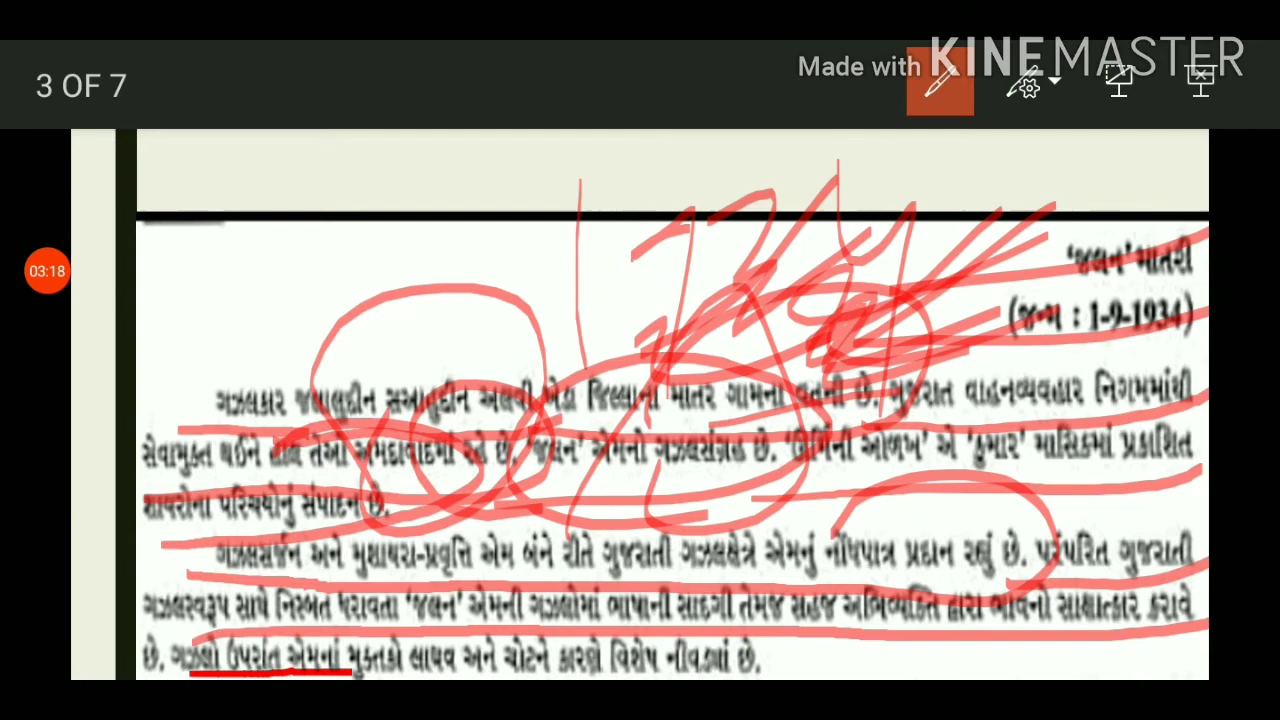 Made with KINEMASTER
3 OF 7
03:18
'જલન' માતરી
(જન્મ : 1-9-1934)
ગઝલકાર જલાલુદ્દીન સઆહુદ્દીન અલવી ખેડા જિલ્લાના માતર ગામના વતની છે. ગુજરાત વાહનવ્યવહાર નિગમમાંથી
સેવામુક્ત થઈને હાલ તેઓ અમદાવાદમાં રહે છે. 'જલન' એમનો ગઝલસંગ્રહ છે. 'ઊર્મિની ઓળખ' એ 'કુમાર' માસિકમાં પ્રકાશિત
શાયરોના પરિચયોનું સંપાદન છે.
ગઝલસર્જન અને મુશાયરા-પ્રવૃત્તિ એમ બંને રીતે ગુજરાતી ગઝલક્ષેત્રે એમનું નોંધપાત્ર પ્રદાન રહ્યું છે. પરંપરિત ગુજરાતી
ગઝલસ્વરૂપ સાથે નિસ્બત ધરાવતા 'જલન' એમની ગઝલોમાં ભાષાની સાદગી તેમજ સહજ અભિવ્યક્તિ દ્વારા ભાવનો સાક્ષાત્કાર કરાવે
છે. ગઝલો ઉપરાંત એમનાં મુક્તકો લાઘવ અને ચોટને કારણે વિશેષ નીવડ્યાં છે.